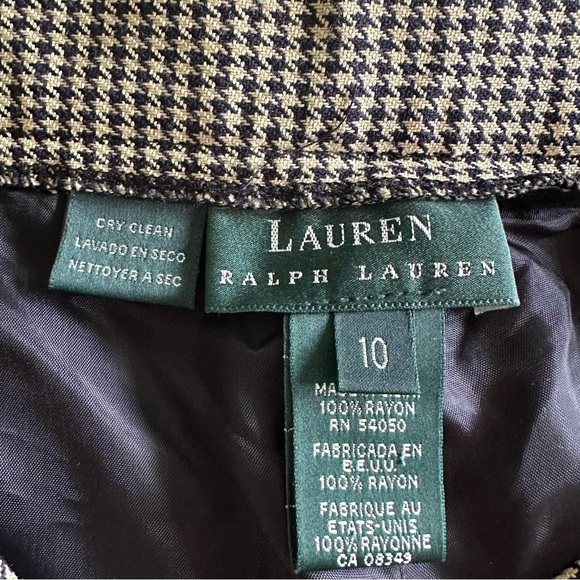 DRY CLEAN
LAVADO EN SECO
NETTOYER A SEC
LAUREN
RALPH LAUREN
10
100% RAYON
RN 54050
FABRICADA EN
E.E.U.U.
100% RAYON
FABRIQUE AU
ETATS-UNIS
100% RAYONNE
CA 08349